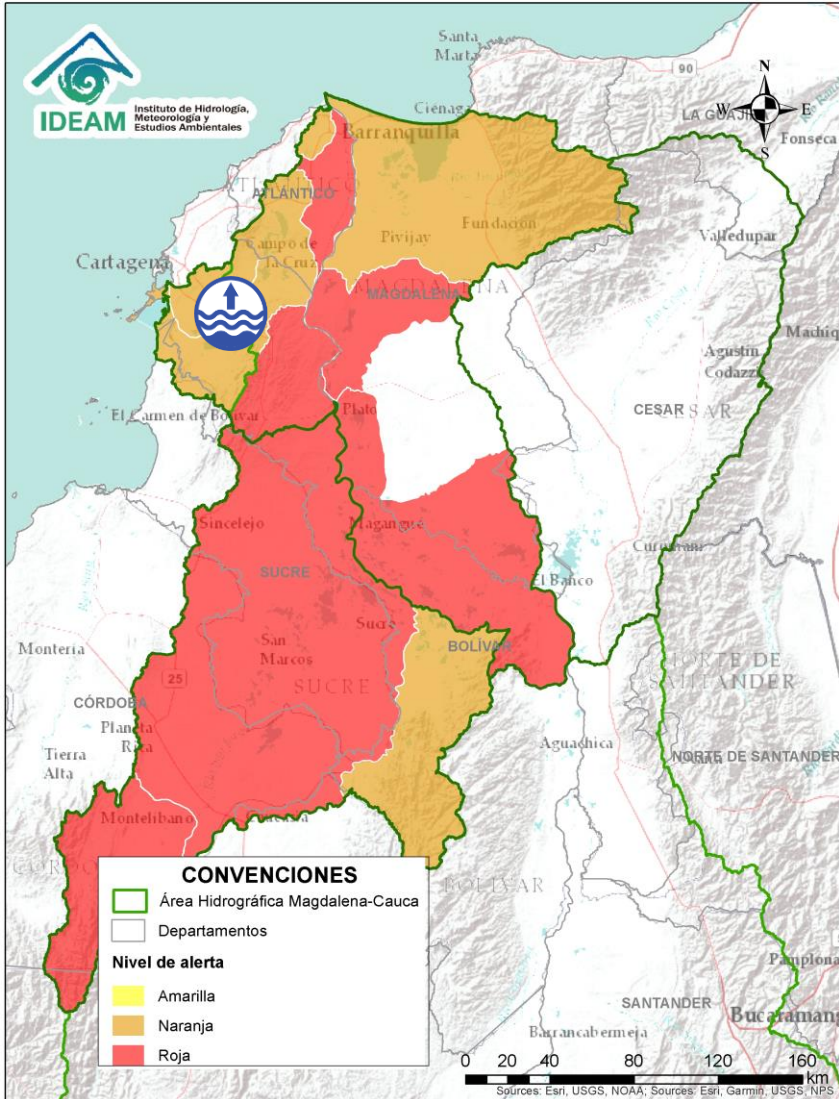 IDEAM
Instituto de Hidrología,
Meteorología y
Estudios Ambientales
Santa
Marta
90
N
W
E
S
Ciénaga
LA GUAJI
Fonseca
Barranquilla
ATLÁNTICO
Valledupar
Cartagena
Campo de
la Cruz
Pivijay
Fundación
MAGDALENA
Machiq
Agustín
Codazzi
El Carmen de Bolívar
Plato
CESAR
CESAR
Sincelejo
Magangué
Curumaní
SUCRE
El Banco
Montería
San
Marcos
Sucre
BOLÍVAR
NORTE DE
SANTANDER
25
SUCRE
CÓRDOBA
Planeta
Rica
Tierra
Alta
Aguachica
NORTE DE SANTANDER
Montelíbano
BOLÍVAR
CONVENCIONES
Área Hidrográfica Magdalena-Cauca
Departamentos
Nivel de alerta
Amarilla
Naranja
Roja
Pamplona
SANTANDER
Bucaramang
Barrancabermeja
0 20 40 80 120 160
km
Sources: Esri, USGS, NOAA; Sources: Esri, Garmin, USGS, NPS